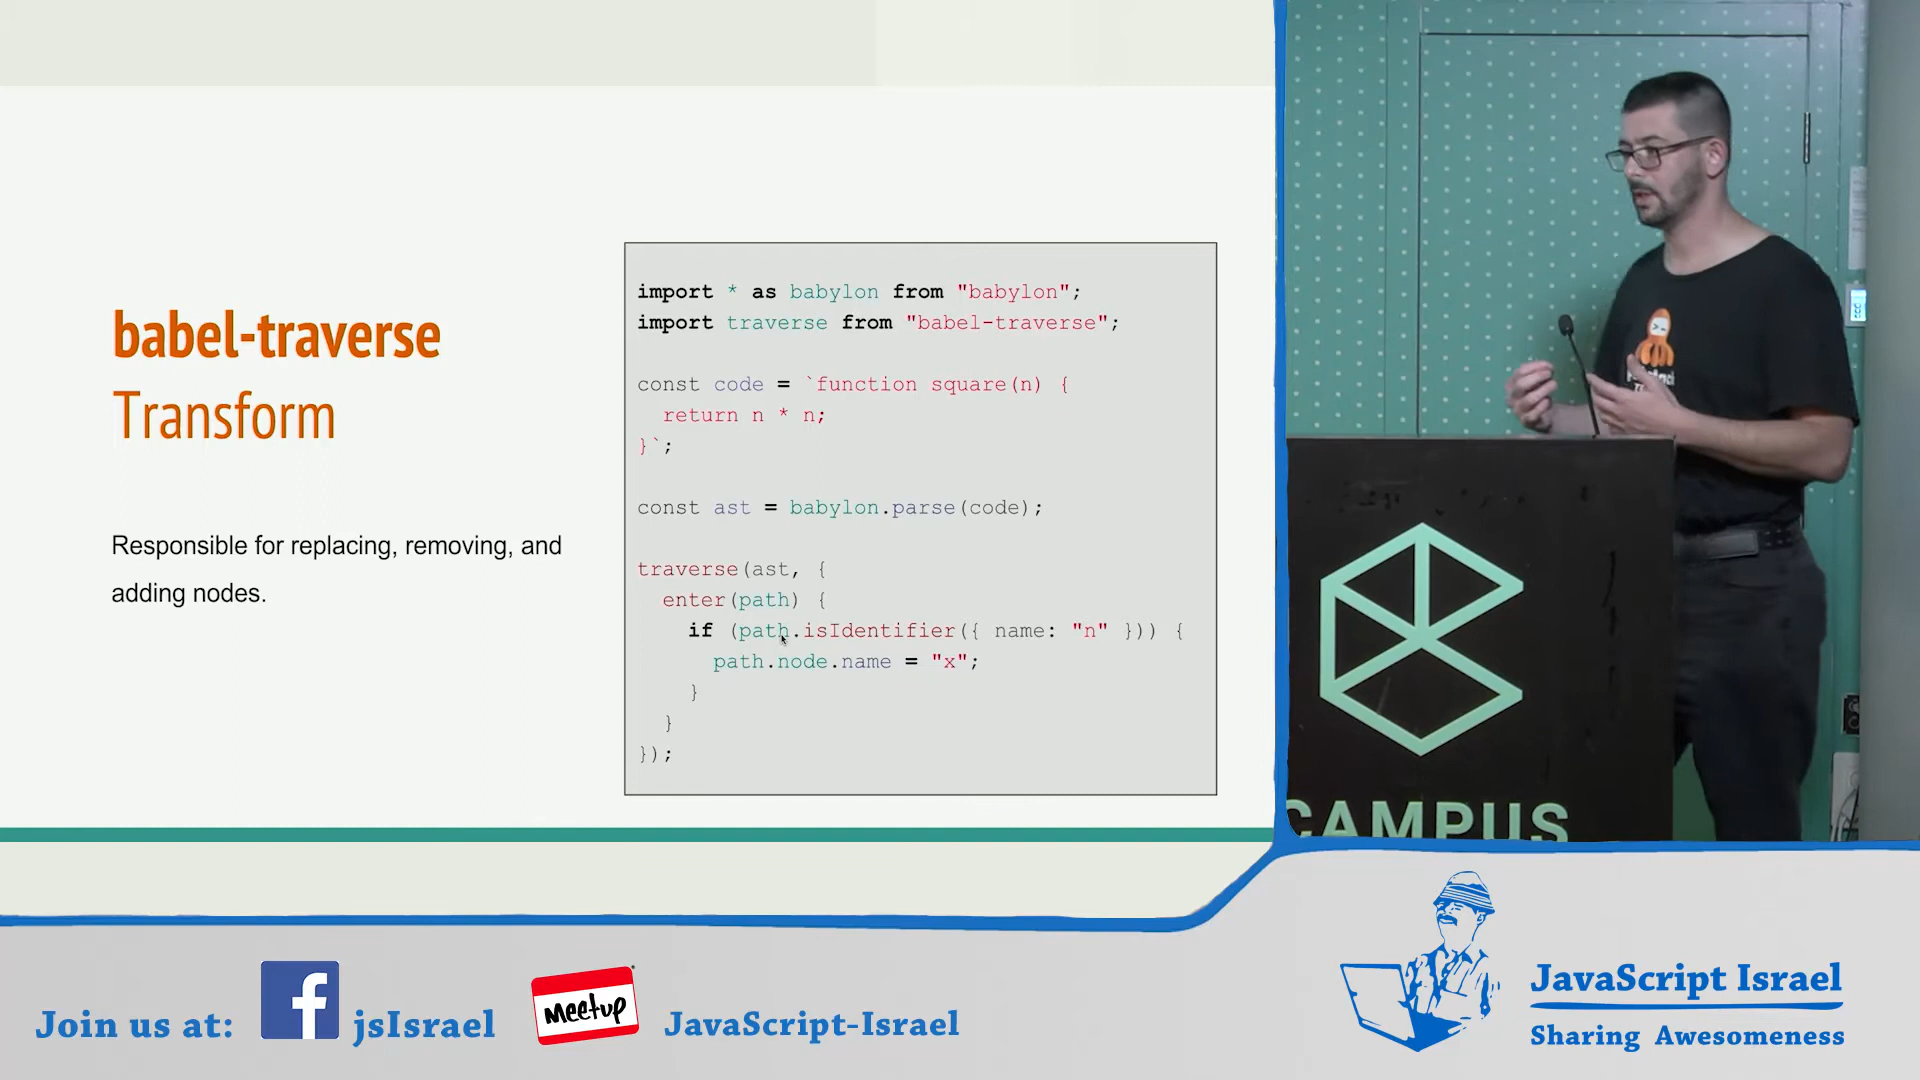 babel-traverse
Transform
Responsible for replacing, removing, and
adding nodes.
import * as babylon from "babylon";
import traverse from "babel-traverse";
const code = `function square(n) {
  return n * n;
}`;
const ast = babylon.parse(code);
traverse(ast, {
  enter(path) {
    if (path.isIdentifier({ name: "n" })) {
      path.node.name = "x";
    }
  }
});
CAMPUS
Join us at:
jsIsrael
meetup
JavaScript-Israel
JavaScript Israel
Sharing Awesomeness